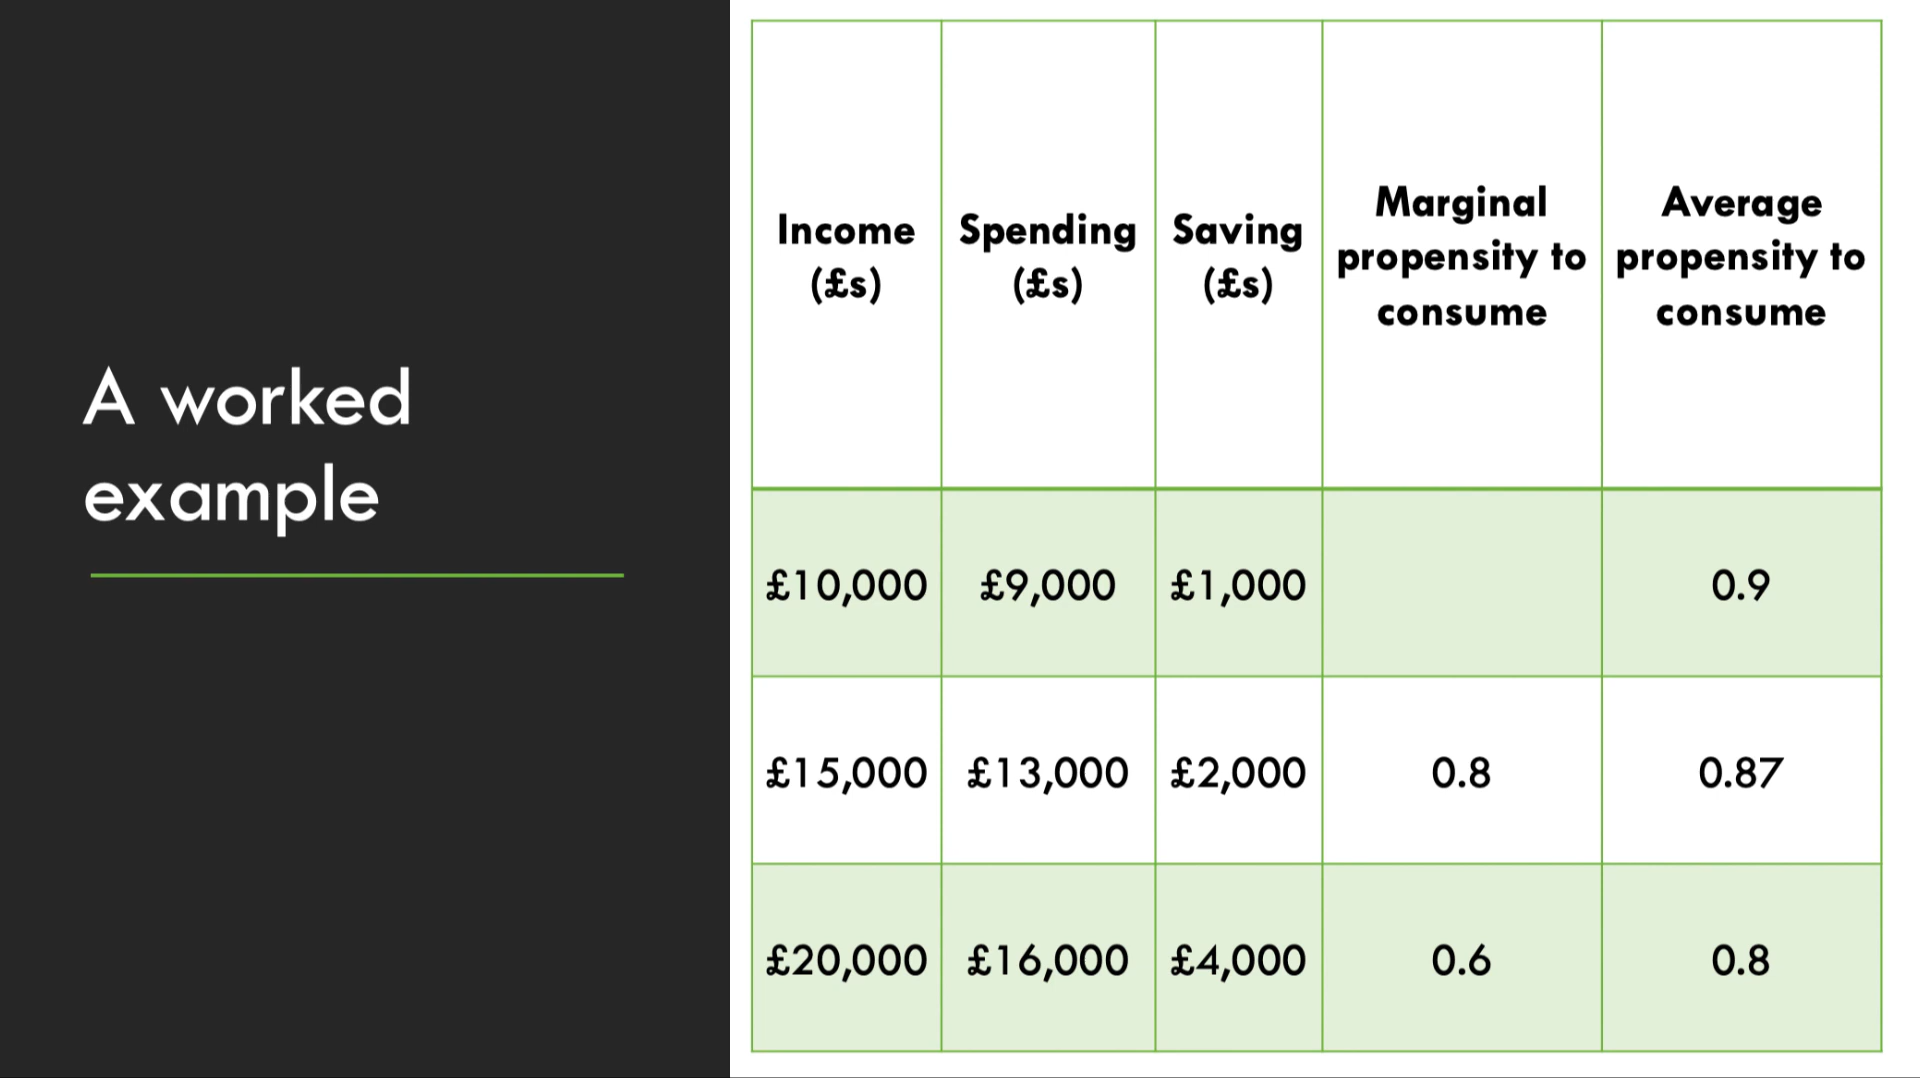 A worked
example
Income
(£s)
Spending
(£s)
Saving
(£s)
Marginal
propensity to
consume
Average
propensity to
consume
£10,000 £9,000 £1,000 0.9
£15,000 £13,000 £2,000 0.8 0.87
£20,000 £16,000 £4,000 0.6 0.8